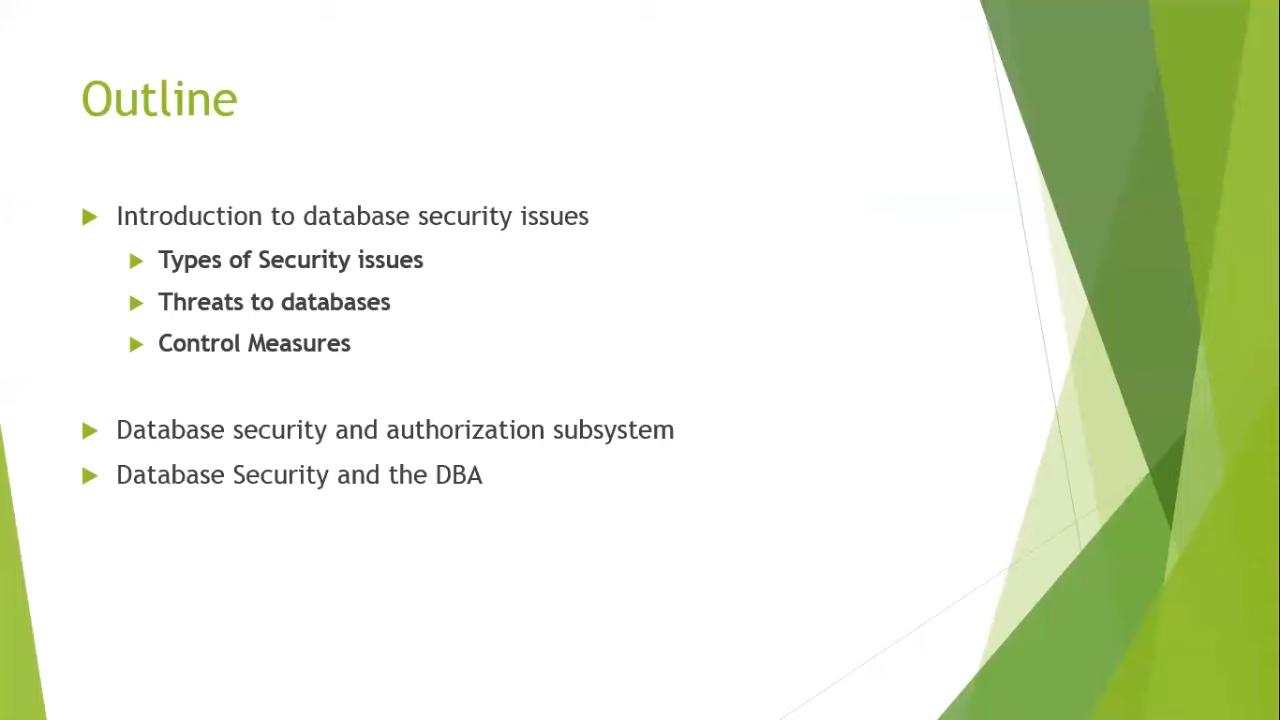 Outline
Introduction to database security issues
Types of Security issues
Threats to databases
Control Measures
Database security and authorization subsystem
Database Security and the DBA